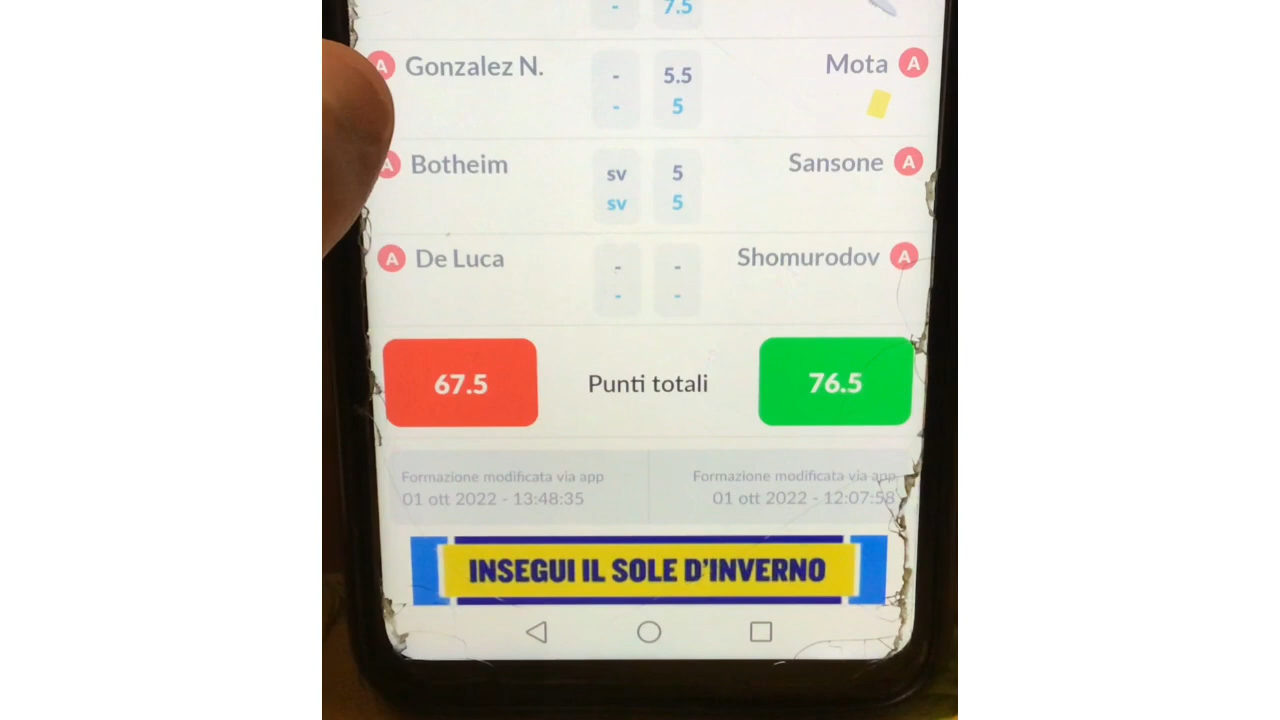 - 7.5
A Gonzalez N. - 5.5 Mota A
- 5
A Botheim sv 5 Sansone A
sv 5
A De Luca - - Shomurodov A
- -
67.5 Punti totali 76.5
Formazione modificata via app Formazione modificata via app
01 ott 2022 - 13:48:35 01 ott 2022 - 12:07:58
INSEGUI IL SOLE D'INVERNO